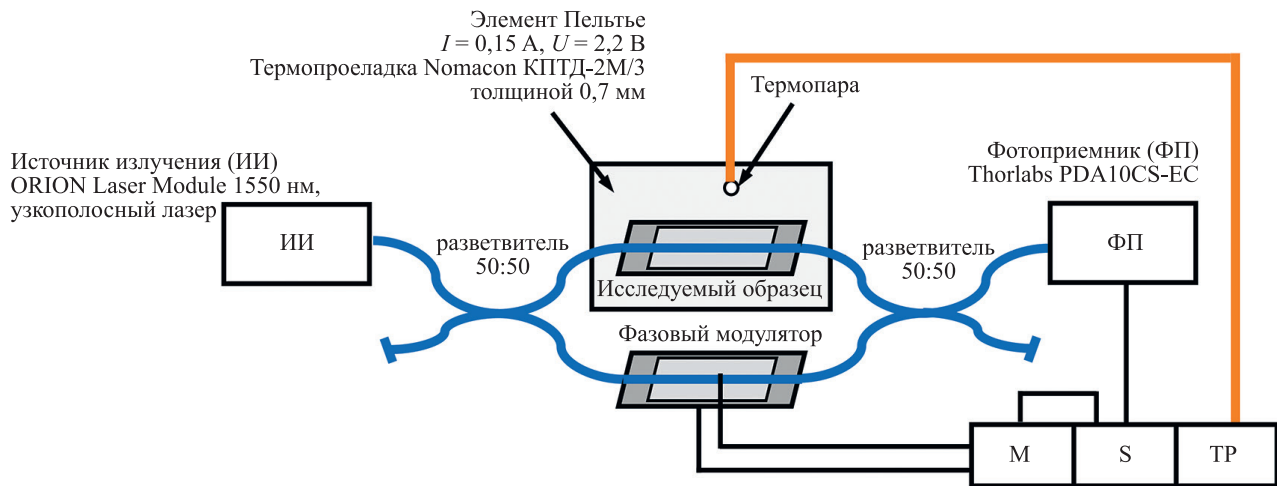 Элемент Пельтье
I = 0,15 А, U = 2,2 В
Термопроеладка Nomacon КПТД-2М/3
толщиной 0,7 мм
Термопара
Источник излучения (ИИ)
ORION Laser Module 1550 нм,
узкополосный лазер
Фотоприемник (ФП)
Thorlabs PDA10CS-EC
ИИ
разветвитель
50:50
разветвитель
50:50
ФП
Исследуемый образец
Фазовый модулятор
M
S
TP